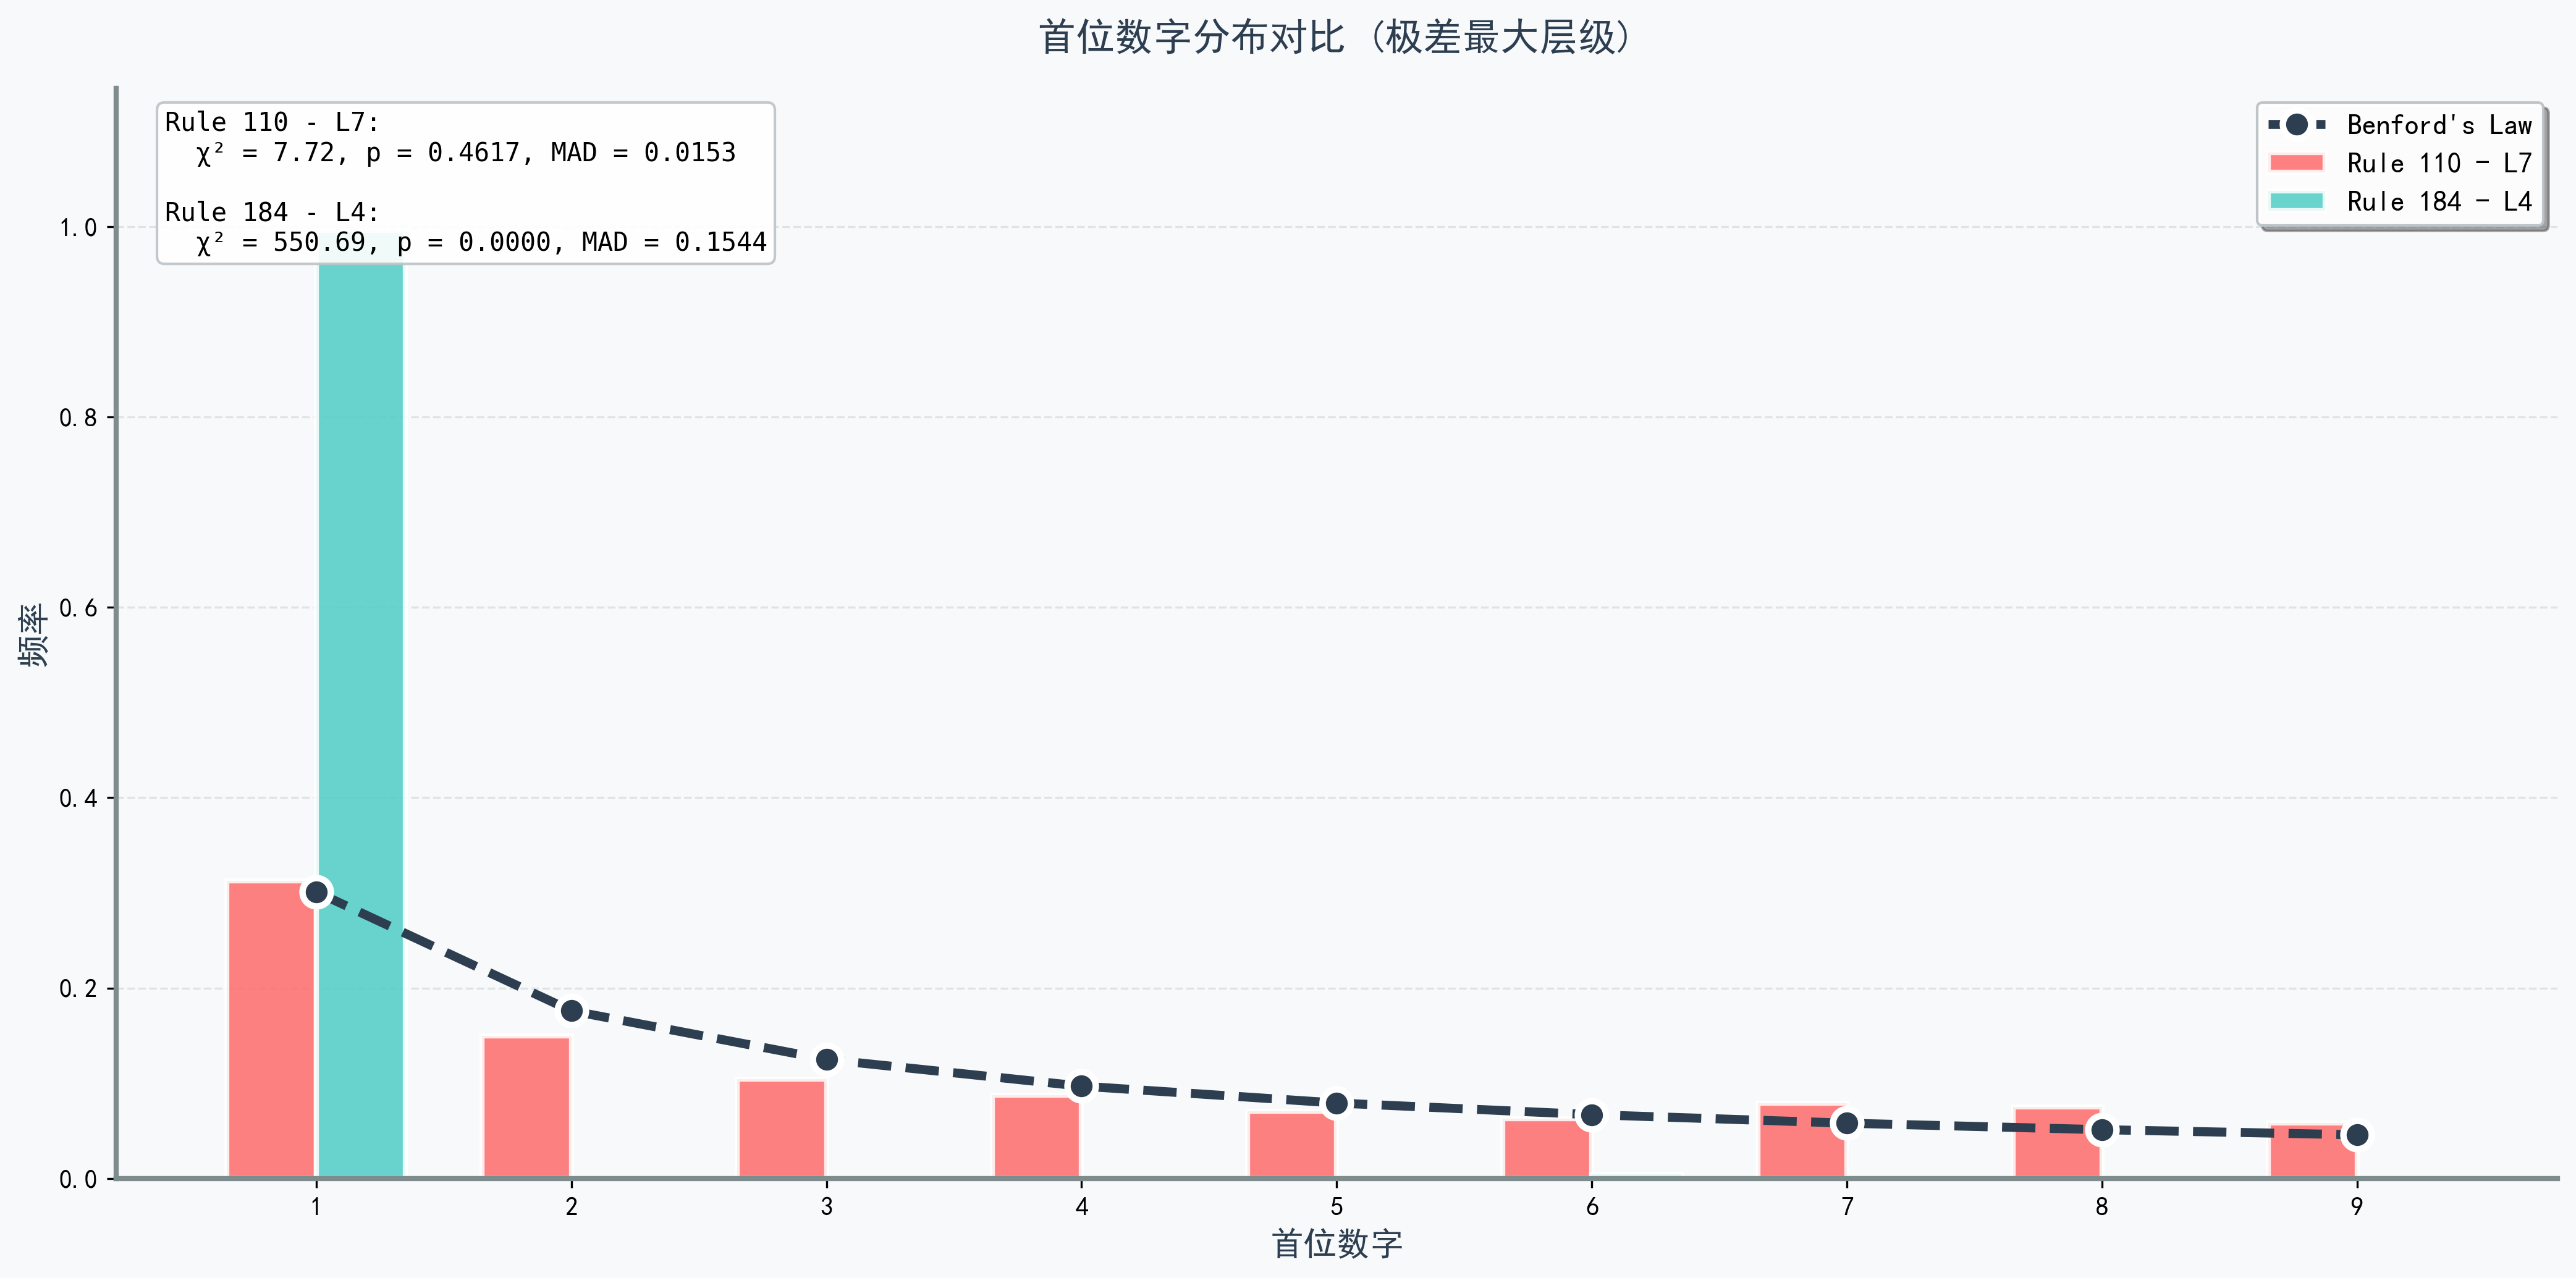 首位数字分布对比（极差最大层级）
Rule 110 - L7:
χ² = 7.72, p = 0.4617, MAD = 0.0153
Rule 184 - L4:
χ² = 550.69, p = 0.0000, MAD = 0.1544
Benford's Law
Rule 110 - L7
Rule 184 - L4
频率
1.0
0.8
0.6
0.4
0.2
0.0
1 2 3 4 5 6 7 8 9
首位数字